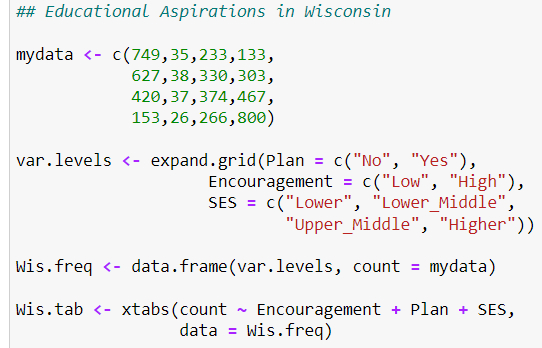 ## Educational Aspirations in Wisconsin
mydata <- c(749,35,233,133,
627,38,330,303,
420,37,374,467,
153,26,266,800)
var.levels <- expand.grid(Plan = c("No", "Yes"),
Encouragement = c("Low", "High"),
SES = c("Lower", "Lower_Middle",
"Upper_Middle", "Higher"))
Wis.freq <- data.frame(var.levels, count = mydata)
Wis.tab <- xtabs(count ~ Encouragement + Plan + SES,
data = Wis.freq)